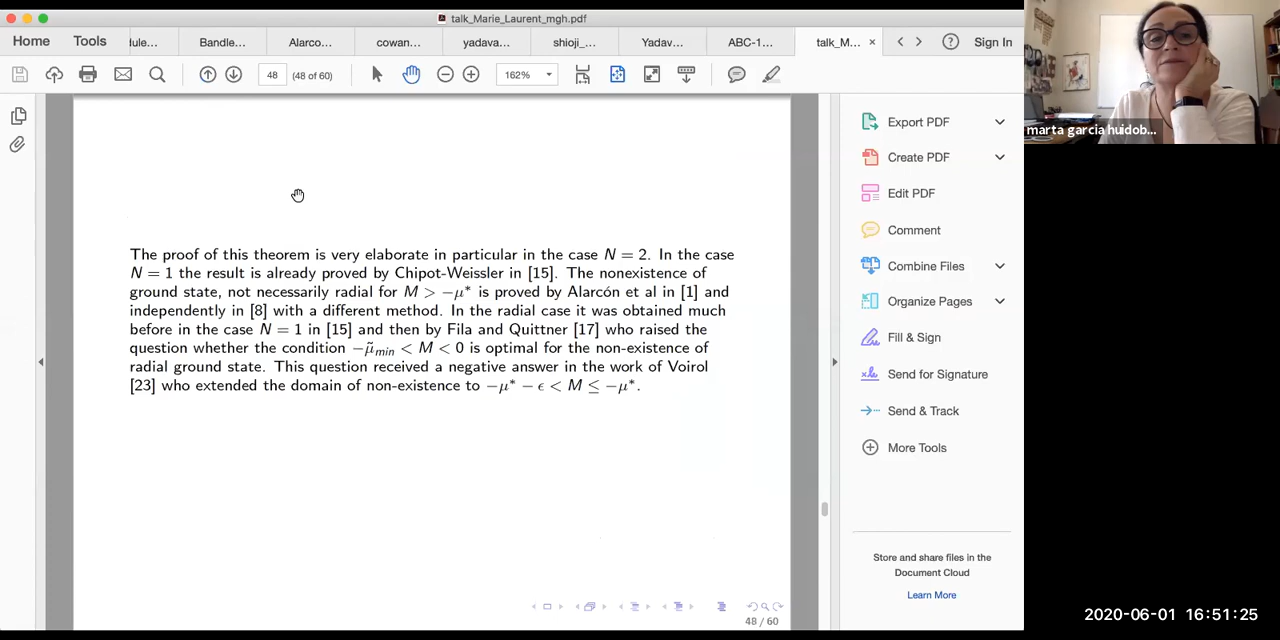 talk_Marie_Laurent_mgh.pdf
Home
Tools
dule...
Bandle...
Alarco...
cowan...
yadava...
shioji_...
Yadav...
ABC-1...
talk_M... ×
Sign In
48
(48 of 60)
162%
The proof of this theorem is very elaborate in particular in the case N = 2. In the case
N = 1 the result is already proved by Chipot-Weissler in [15]. The nonexistence of
ground state, not necessarily radial for M > −μ* is proved by Alarcón et al in [1] and
independently in [8] with a different method. In the radial case it was obtained much
before in the case N = 1 in [15] and then by Fila and Quittner [17] who raised the
question whether the condition −μ̃min < M < 0 is optimal for the non-existence of
radial ground state. This question received a negative answer in the work of Voirol
[23] who extended the domain of non-existence to −μ* − ϵ < M ≤ −μ*.
48 / 60
Export PDF
Create PDF
Edit PDF
Comment
Combine Files
Organize Pages
Fill & Sign
Send for Signature
Send & Track
More Tools
Store and share files in the
Document Cloud
Learn More
marta garcia huidob...
2020-06-01 16:51:25